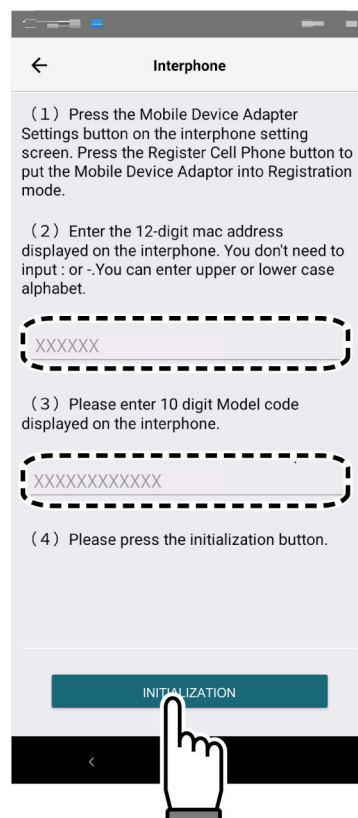 Interphone
（1）Press the Mobile Device Adapter
Settings button on the interphone setting
screen. Press the Register Cell Phone button to
put the Mobile Device Adaptor into Registration
mode.
（2）Enter the 12-digit mac address
displayed on the interphone. You don't need to
input : or -.You can enter upper or lower case
alphabet.
XXXXXX
（3）Please enter 10 digit Model code
displayed on the interphone.
XXXXXXXXXXXX
（4）Please press the initialization button.
INITIALIZATION